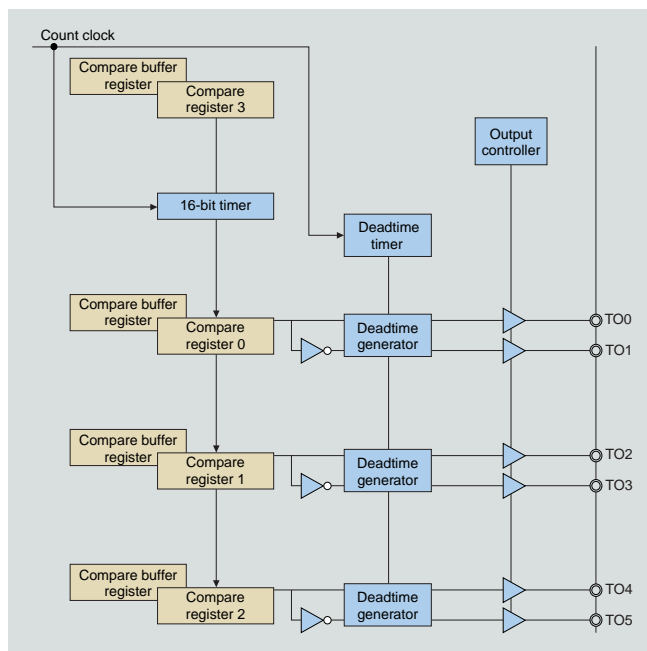 Count clock
Compare buffer
register
Compare
register 3
Output
controller
16-bit timer
Deadtime
timer
Compare buffer
register
Compare
register 0
Deadtime
generator
TO0
TO1
Compare buffer
register
Compare
register 1
Deadtime
generator
TO2
TO3
Compare buffer
register
Compare
register 2
Deadtime
generator
TO4
TO5